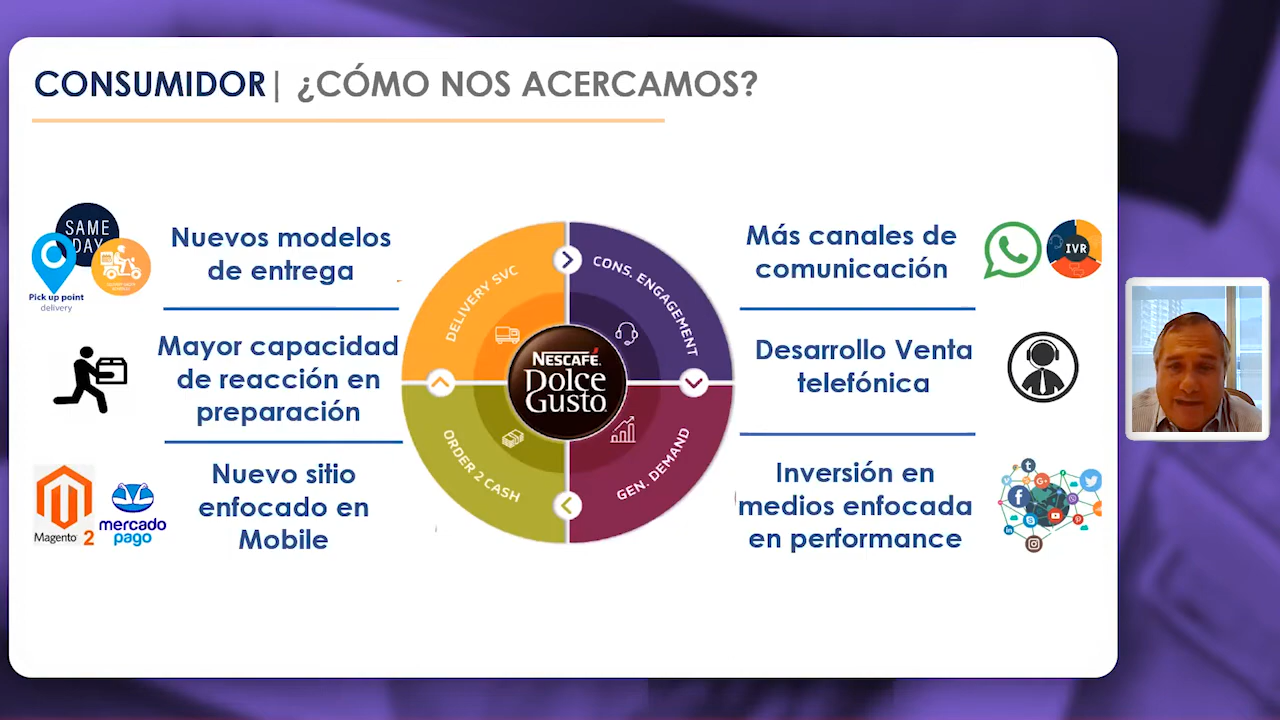 CONSUMIDOR| ¿CÓMO NOS ACERCAMOS?
SAME
DAY
Pick up point
delivery
Nuevos modelos
de entrega
Mayor capacidad
de reacción en
preparación
Magento 2
mercado
pago
Nuevo sitio
enfocado en
Mobile
DELIVERY SVC
CONS. ENGAGEMENT
NESCAFÉ
Dolce
Gusto
ORDER 2 CASH
GEN. DEMAND
Más canales de
comunicación
IVR
Desarrollo Venta
telefónica
Inversión en
medios enfocada
en performance